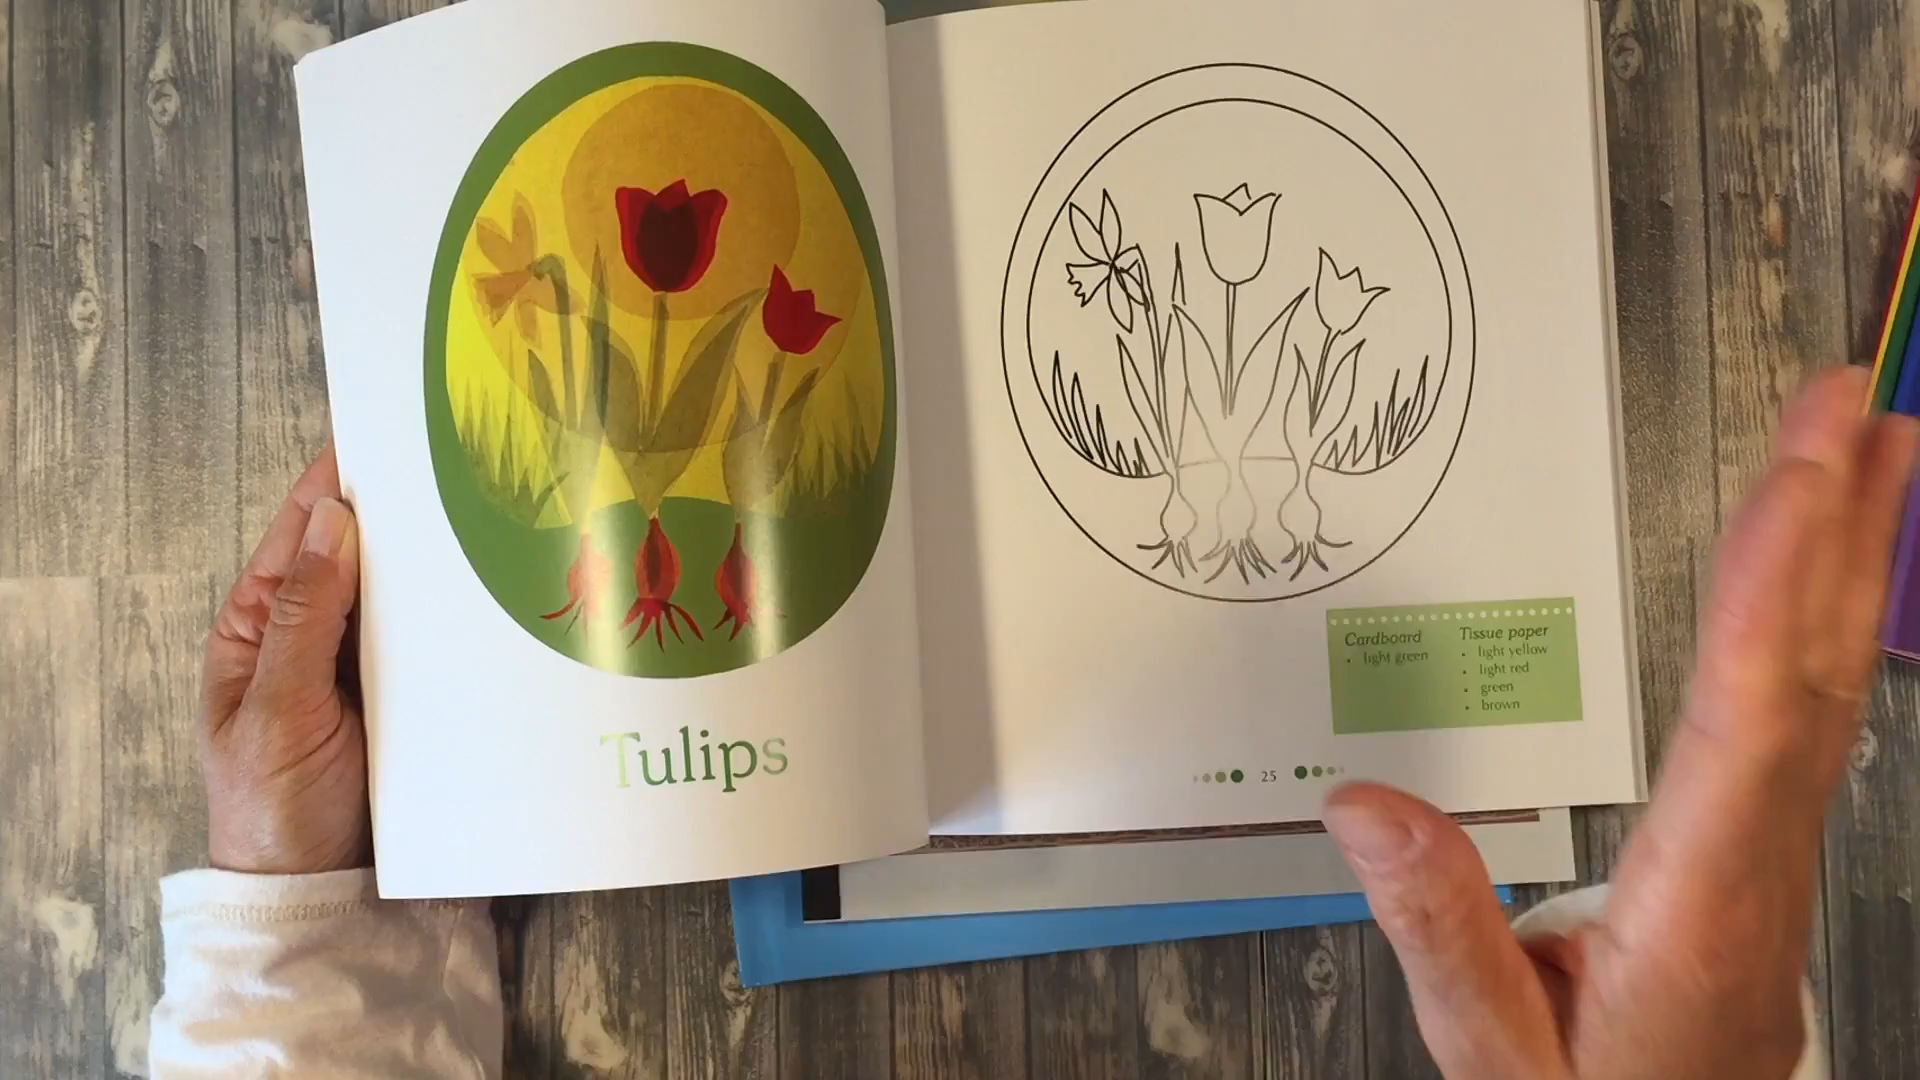 Tulips
Cardboard
• light green
Tissue paper
• light yellow
• light red
• green
• brown
25